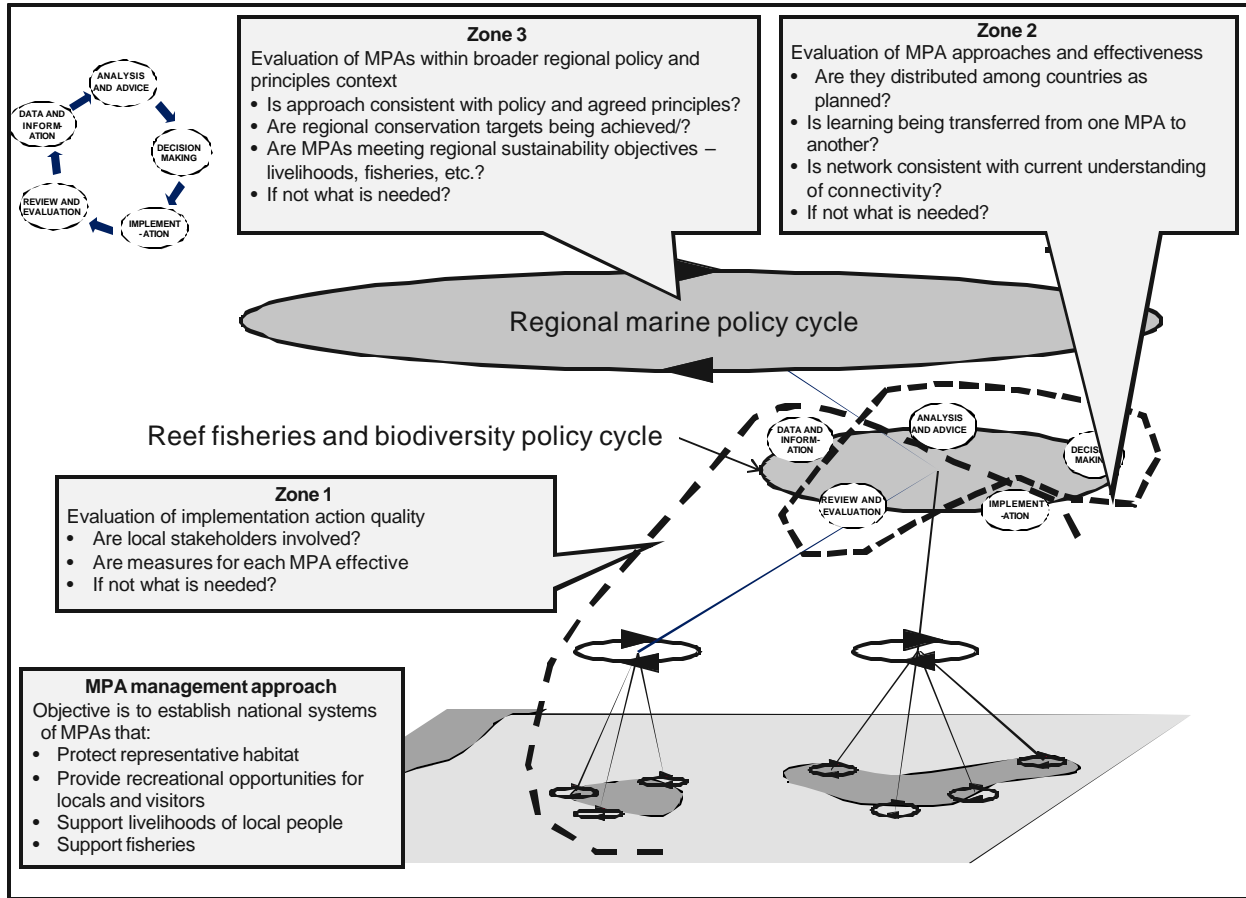 Zone 3
Evaluation of MPAs within broader regional policy and
principles context
• Is approach consistent with policy and agreed principles?
• Are regional conservation targets being achieved/?
• Are MPAs meeting regional sustainability objectives –
livelihoods, fisheries, etc.?
• If not what is needed?
Zone 2
Evaluation of MPA approaches and effectiveness
• Are they distributed among countries as
planned?
• Is learning being transferred from one MPA to
another?
• Is network consistent with current understanding
of connectivity?
• If not what is needed?
ANALYSIS
AND ADVICE
DATA AND
INFORM-
ATION
DECISION
MAKING
REVIEW AND
EVALUATION
IMPLEMENT
-ATION
Regional marine policy cycle
Reef fisheries and biodiversity policy cycle
DATA AND
INFORM-
ATION
ANALYSIS
AND ADVICE
DECIS
MAKIN
REVIEW AND
EVALUATION
IMPLEMENT
-ATION
Zone 1
Evaluation of implementation action quality
• Are local stakeholders involved?
• Are measures for each MPA effective
• If not what is needed?
MPA management approach
Objective is to establish national systems
of MPAs that:
• Protect representative habitat
• Provide recreational opportunities for
locals and visitors
• Support livelihoods of local people
• Support fisheries